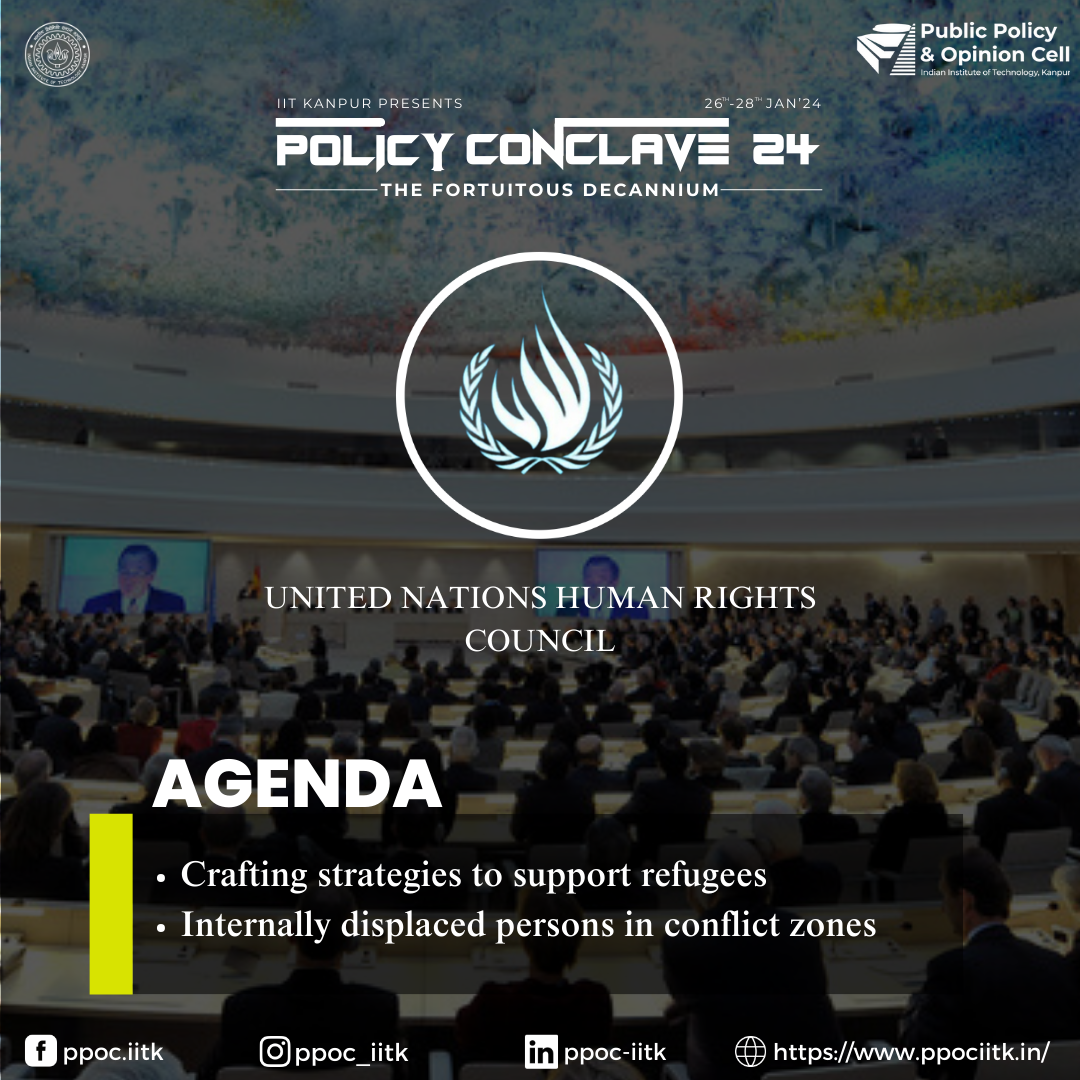 Public Policy
& Opinion Cell
Indian Institute of Technology, Kanpur
IIT KANPUR PRESENTS
26TH-28TH JAN'24
POLICY CONCLAVE 24
THE FORTUITOUS DECANNIUM
UNITED NATIONS HUMAN RIGHTS
COUNCIL
AGENDA
• Crafting strategies to support refugees
• Internally displaced persons in conflict zones
ppoc.iitk
ppoc_iitk
ppoc-iitk
https://www.ppociitk.in/